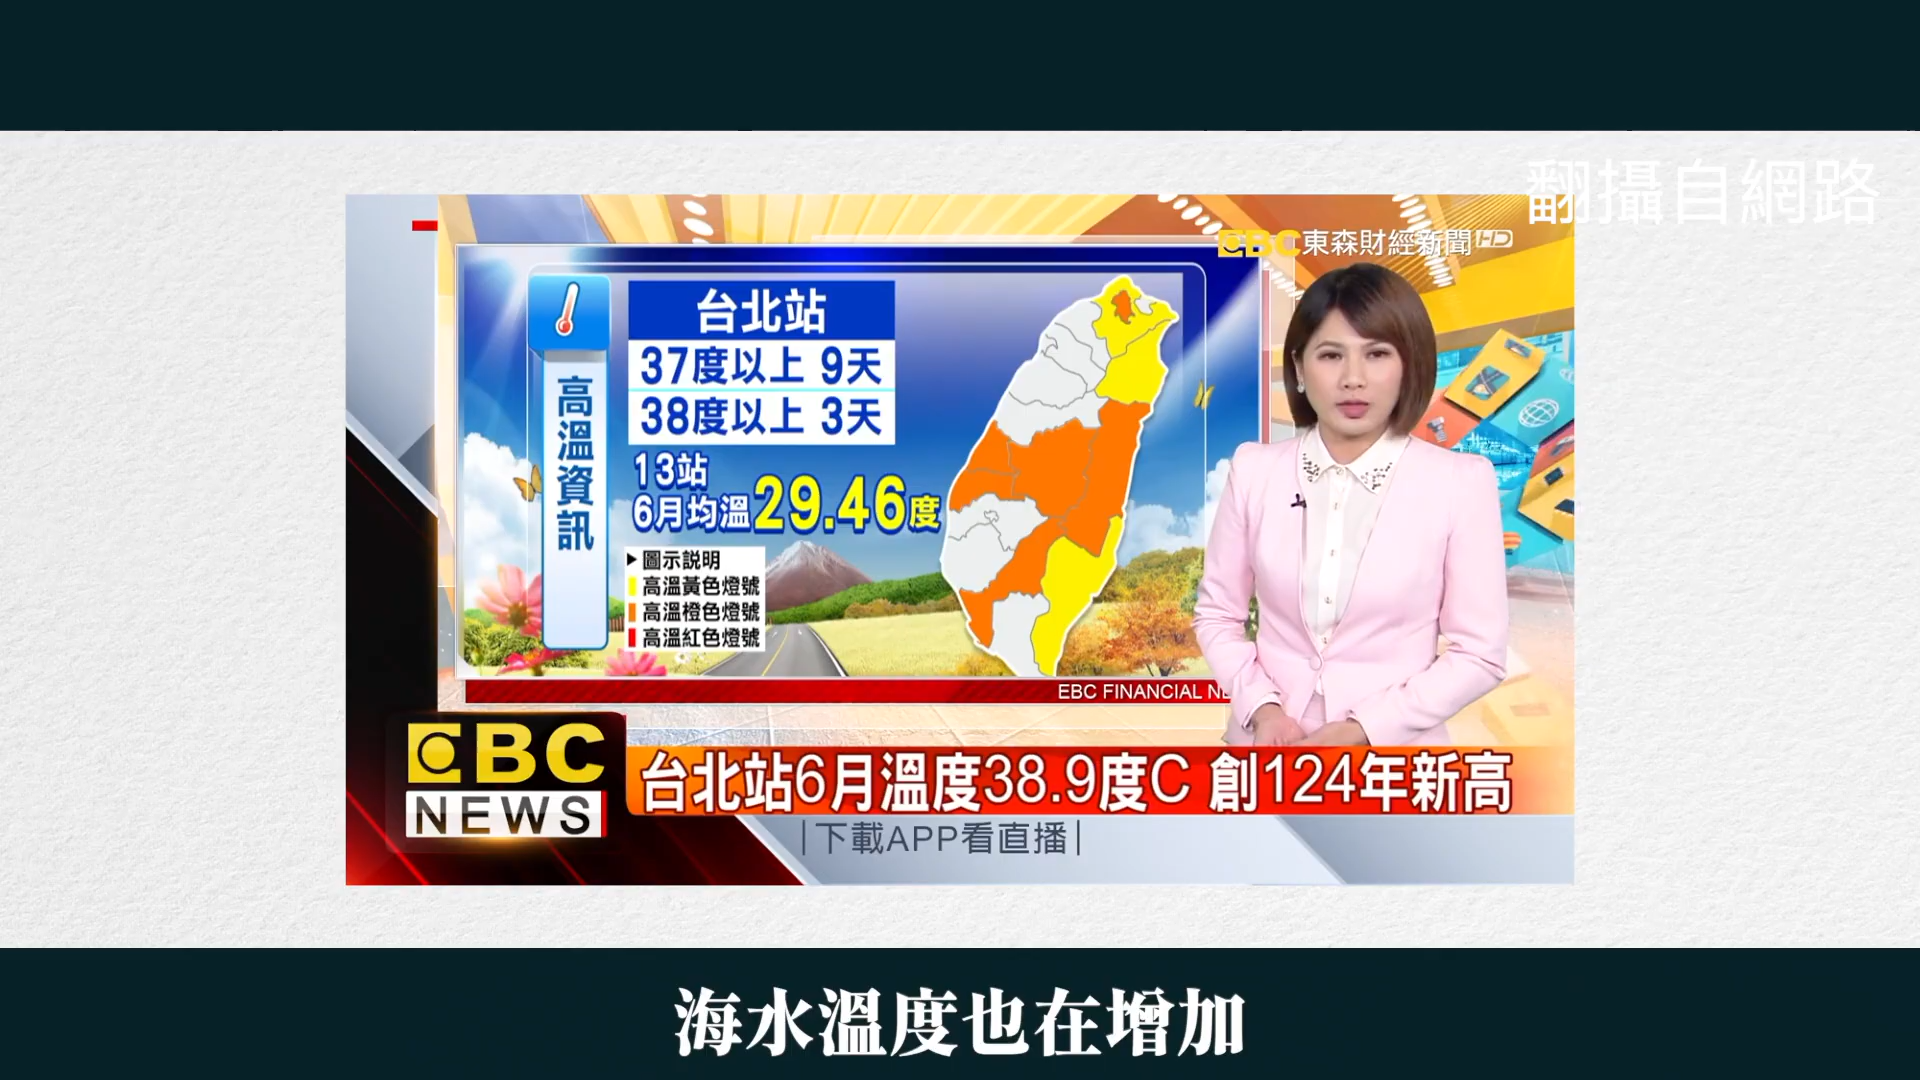 翻攝自網路
EBC東森財經新聞HD
台北站
37度以上 9天
38度以上 3天
高溫資訊
13站
6月均溫29.46度
圖示說明
高溫黃色燈號
高溫橙色燈號
高溫紅色燈號
EBC FINANCIAL NE
EBC
NEWS
台北站6月溫度38.9度C 創124年新高
|下載APP看直播|
海水溫度也在增加